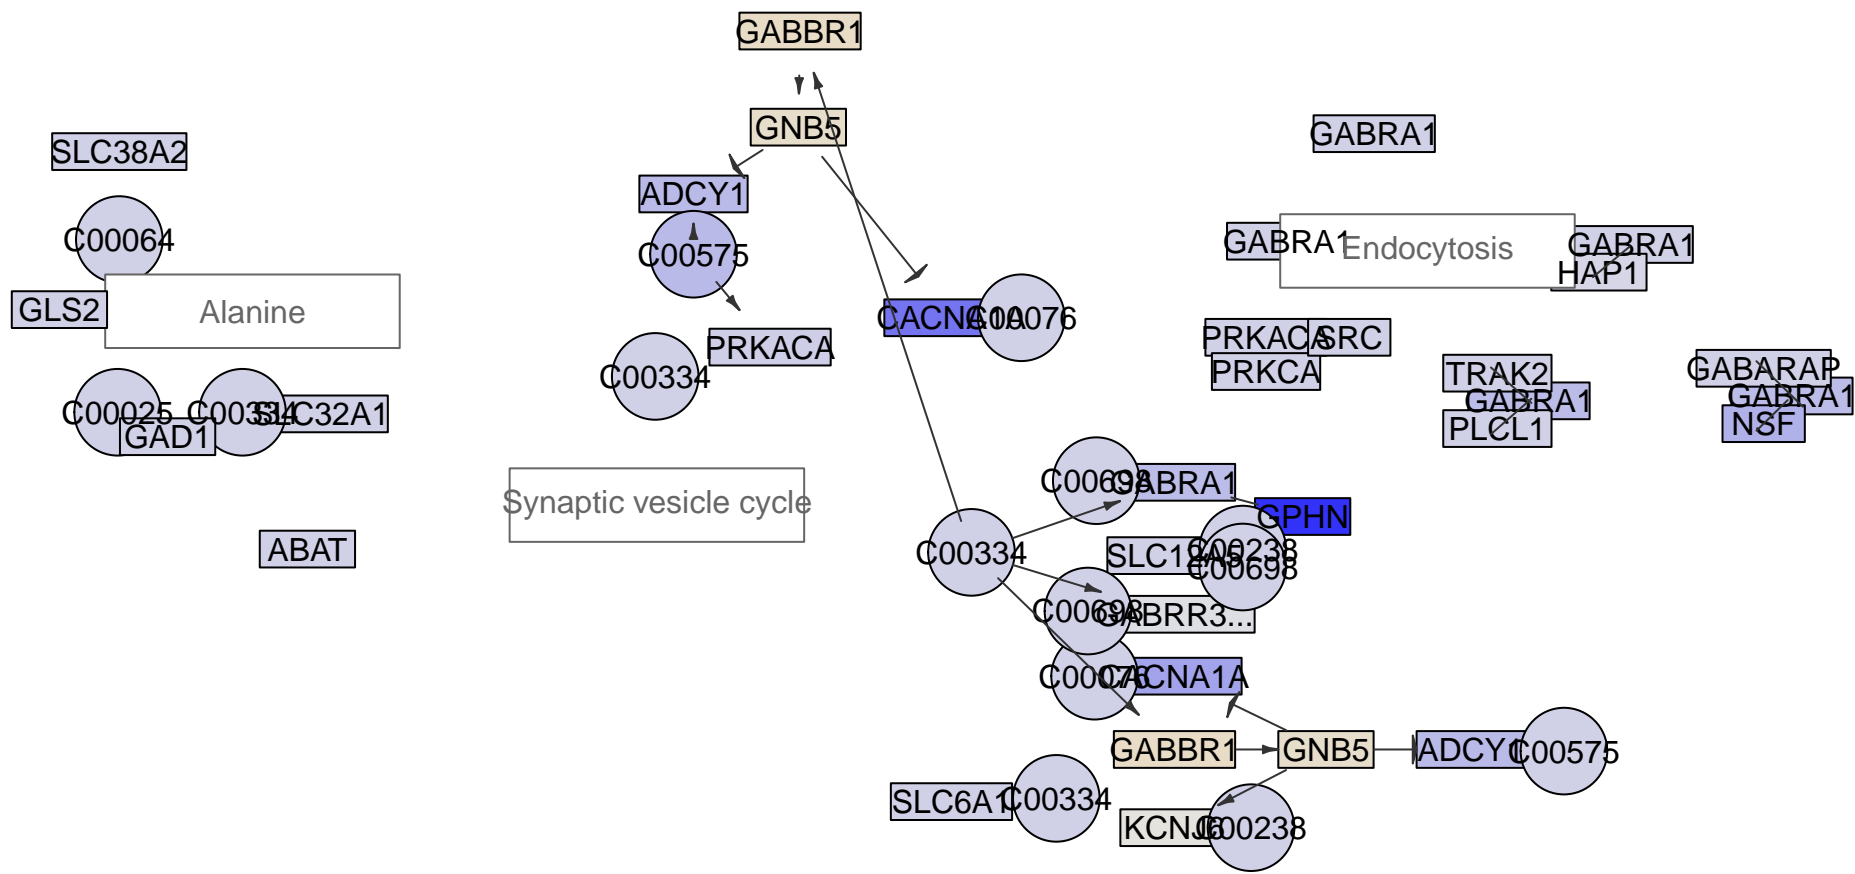 GABBR1
GNB5
SLC38A2
GABRA1
ADCY1
C00064
C00575
GABRA1
Endocytosis
GABRA1
HAP1
GLS2
Alanine
CACNA1A
C00076
PRKACA
C00334
PRKACA
SRC
PRKCA
TRAK2
GABRA1
PLCL1
GABARAP
GABRA1
NSF
C00025
C00334
SLC32A1
GAD1
Synaptic vesicle cycle
C00698
GABRA1
GPHN
ABAT
C00334
SLC12A5
C00238
C00698
C00698
GABRR3...
C00076
CACNA1A
GABBR1
GNB5
ADCY1
C00575
SLC6A1
C00334
KCNJ6
C00238